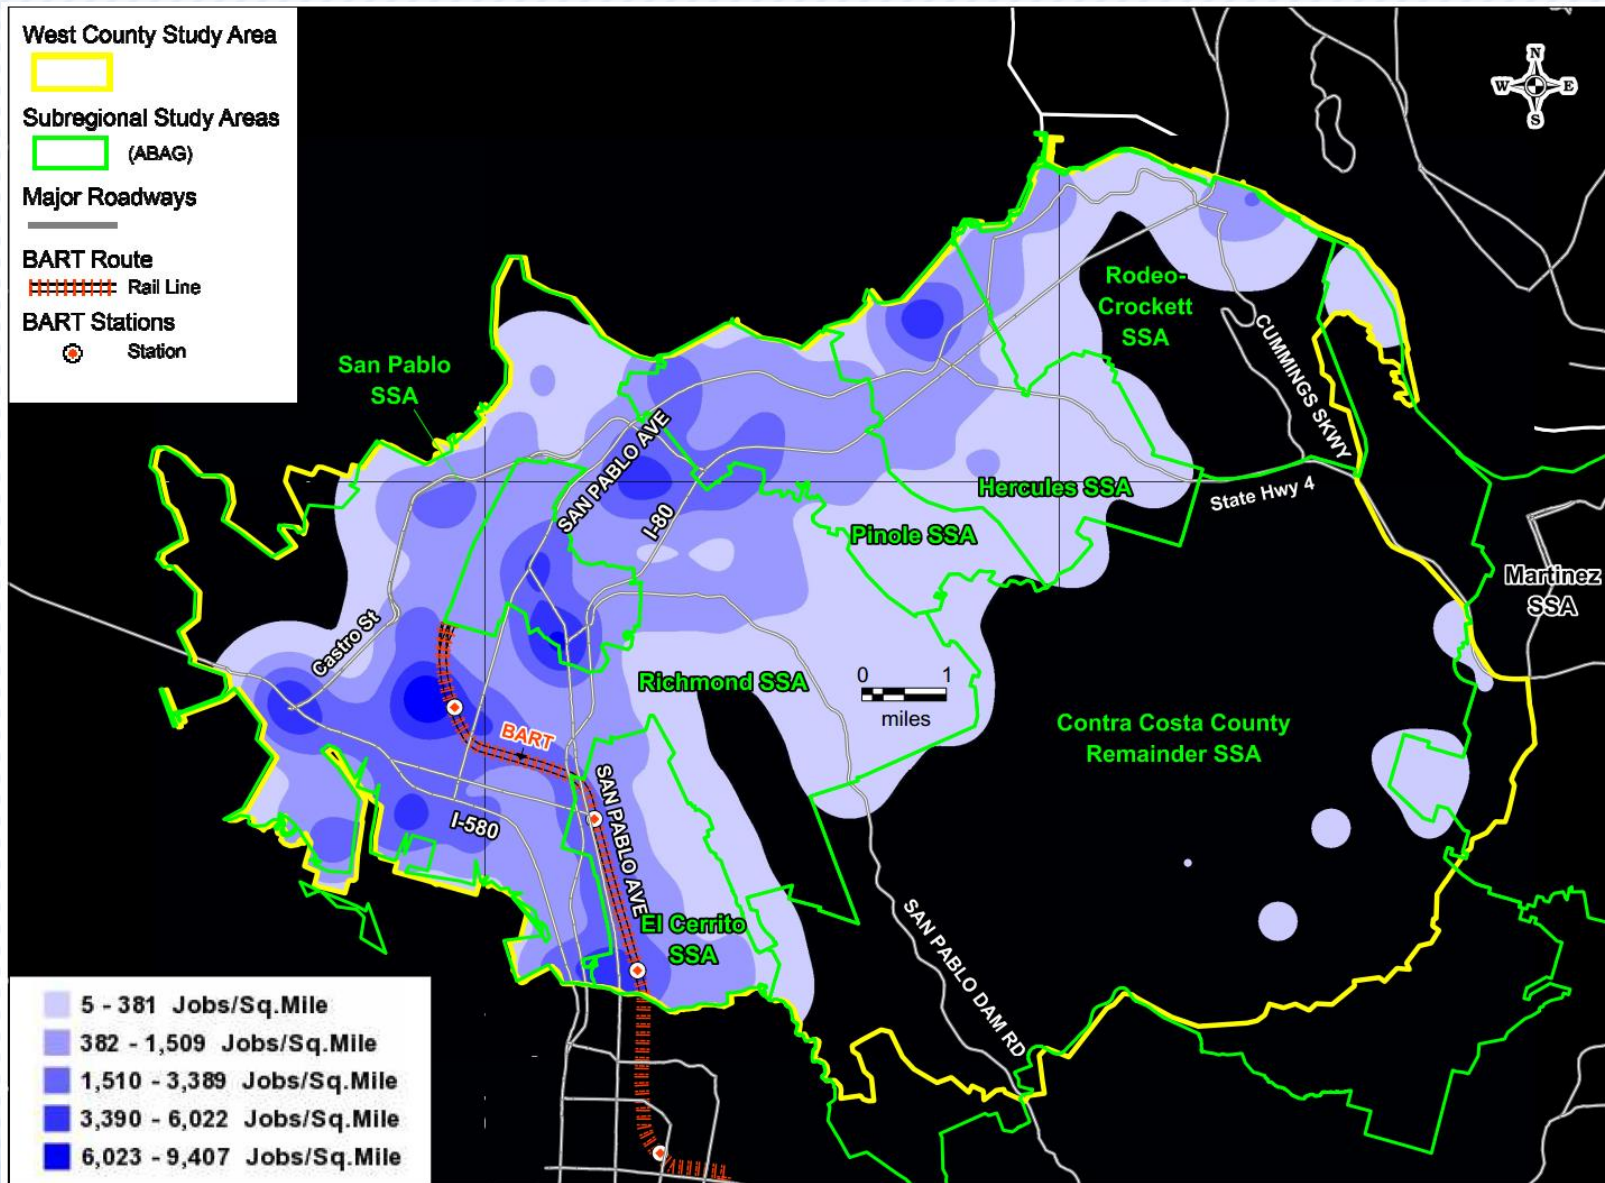 West County Study Area
Subregional Study Areas
(ABAG)
Major Roadways
BART Route
Rail Line
BART Stations
Station
N
W E
S
San Pablo
SSA
Rodeo-
Crockett
SSA
CUMMINGS SKWY
SAN PABLO AVE
I-80
Hercules SSA
State Hwy 4
Pinole SSA
Martinez
SSA
Castro St
Richmond SSA
0 1
miles
Contra Costa County
Remainder SSA
BART
SAN PABLO AVE
I-580
El Cerrito
SSA
SAN PABLO DAM RD
5 - 381 Jobs/Sq.Mile
382 - 1,509 Jobs/Sq.Mile
1,510 - 3,389 Jobs/Sq.Mile
3,390 - 6,022 Jobs/Sq.Mile
6,023 - 9,407 Jobs/Sq.Mile